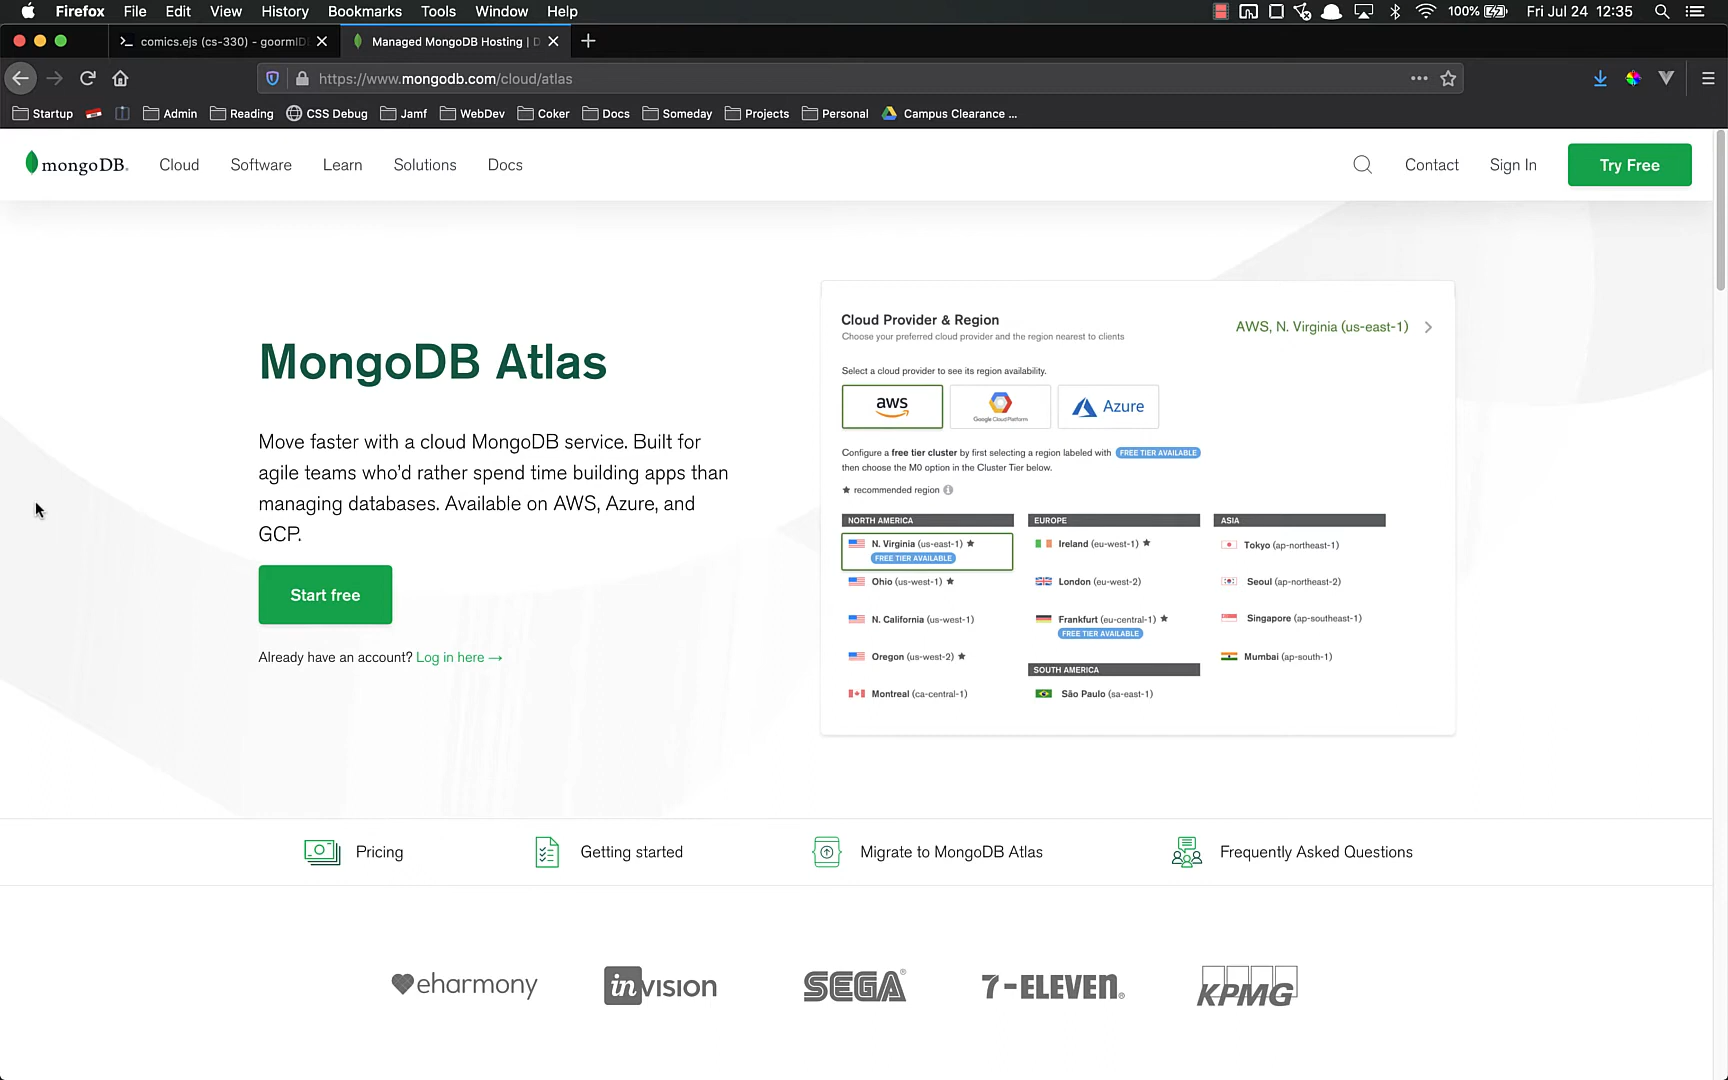 Firefox File Edit View History Bookmarks Tools Window Help 100% Fri Jul 24 12:35
comics.ejs (cs-330) - goormID
Managed MongoDB Hosting | D
https://www.mongodb.com/cloud/atlas
Startup Admin Reading CSS Debug Jamf WebDev Coker Docs Someday Projects Personal Campus Clearance ...
mongoDB. Cloud Software Learn Solutions Docs Contact Sign In Try Free
MongoDB Atlas
Move faster with a cloud MongoDB service. Built for
agile teams who'd rather spend time building apps than
managing databases. Available on AWS, Azure, and
GCP.
Start free
Already have an account? Log in here →
Cloud Provider & Region
Choose your preferred cloud provider and the region nearest to clients
AWS, N. Virginia (us-east-1)
Select a cloud provider to see its region availability.
aws Google Cloud Platform Azure
Configure a free tier cluster by first selecting a region labeled with FREE TIER AVAILABLE
then choose the M0 option in the Cluster Tier below.
★ recommended region
NORTH AMERICA
N. Virginia (us-east-1) ★
FREE TIER AVAILABLE
Ohio (us-west-1) ★
N. California (us-west-1)
Oregon (us-west-2) ★
Montreal (ca-central-1)
EUROPE
Ireland (eu-west-1) ★
London (eu-west-2)
Frankfurt (eu-central-1) ★
FREE TIER AVAILABLE
SOUTH AMERICA
São Paulo (sa-east-1)
ASIA
Tokyo (ap-northeast-1)
Seoul (ap-northeast-2)
Singapore (ap-southeast-1)
Mumbai (ap-south-1)
Pricing Getting started Migrate to MongoDB Atlas Frequently Asked Questions
eharmony invision SEGA® 7-ELEVEN® KPMG